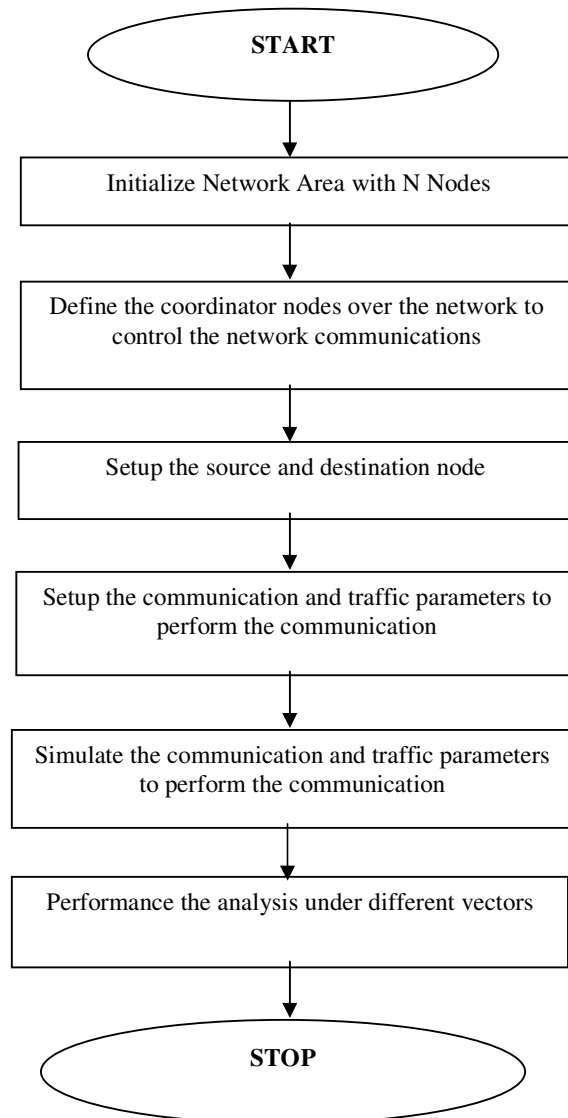 START
Initialize Network Area with N Nodes
Define the coordinator nodes over the network to
control the network communications
Setup the source and destination node
Setup the communication and traffic parameters to
perform the communication
Simulate the communication and traffic parameters
to perform the communication
Performance the analysis under different vectors
STOP